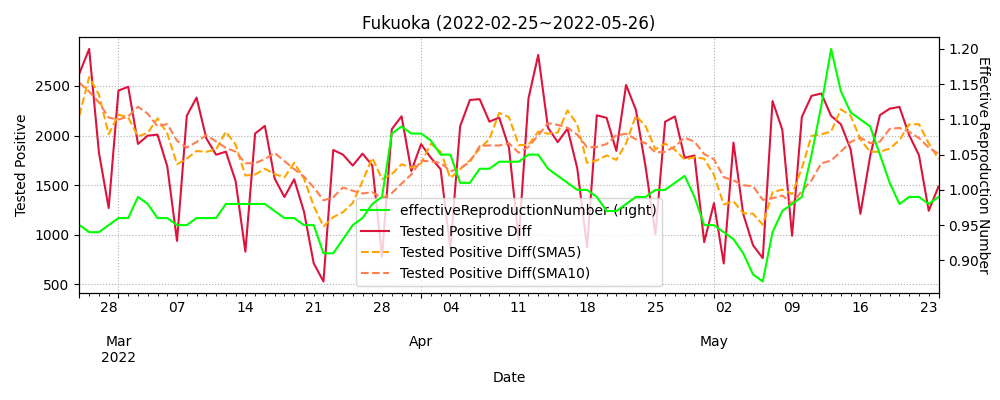 Fukuoka (2022-02-25~2022-05-26)
Tested Positive
2500
2000
1500
1000
500
1.20
1.15
1.10
1.05
1.00
0.95
0.90
Effective Reproduction Number
effectiveReproductionNumber (right)
Tested Positive Diff
Tested Positive Diff(SMA5)
Tested Positive Diff(SMA10)
28 07 14 21 28 04 11 18 25 02 09 16 23
Mar Apr May
2022
Date